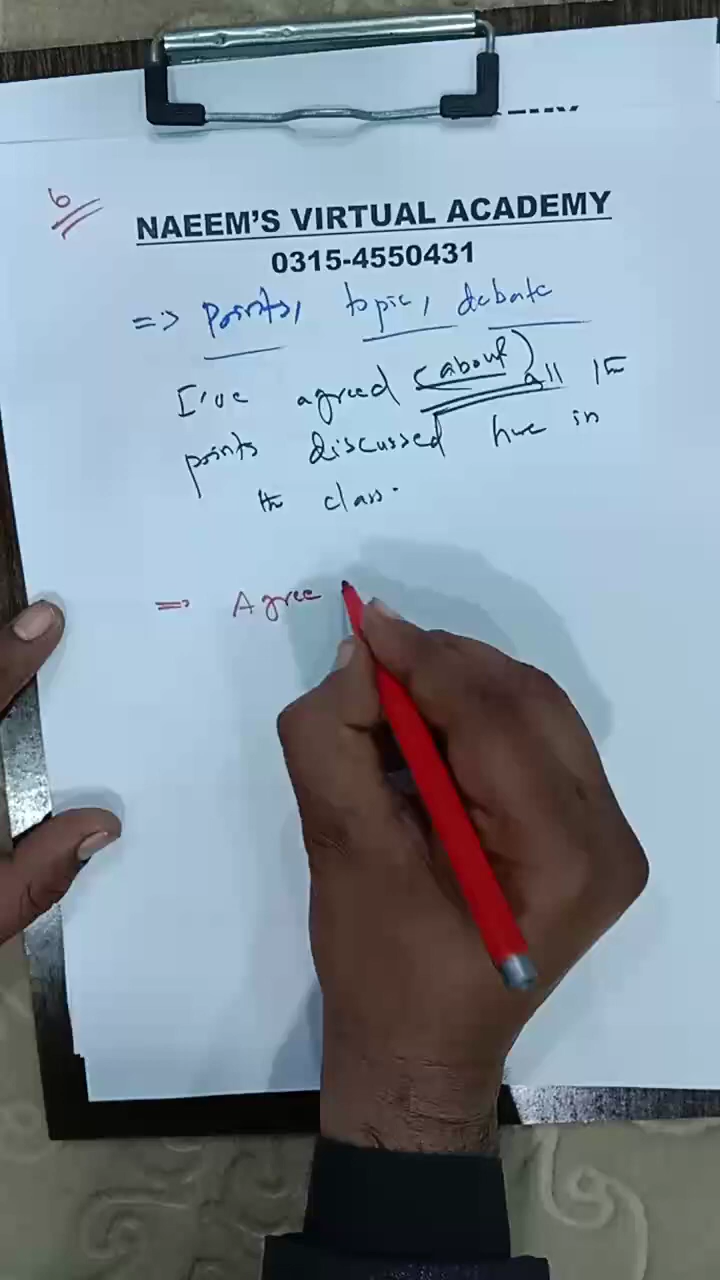 6
NAEEM'S VIRTUAL ACADEMY
0315-4550431
=> Points, topic, debate
I've agreed (about) all the
points discussed here in
the class.
=> Agree